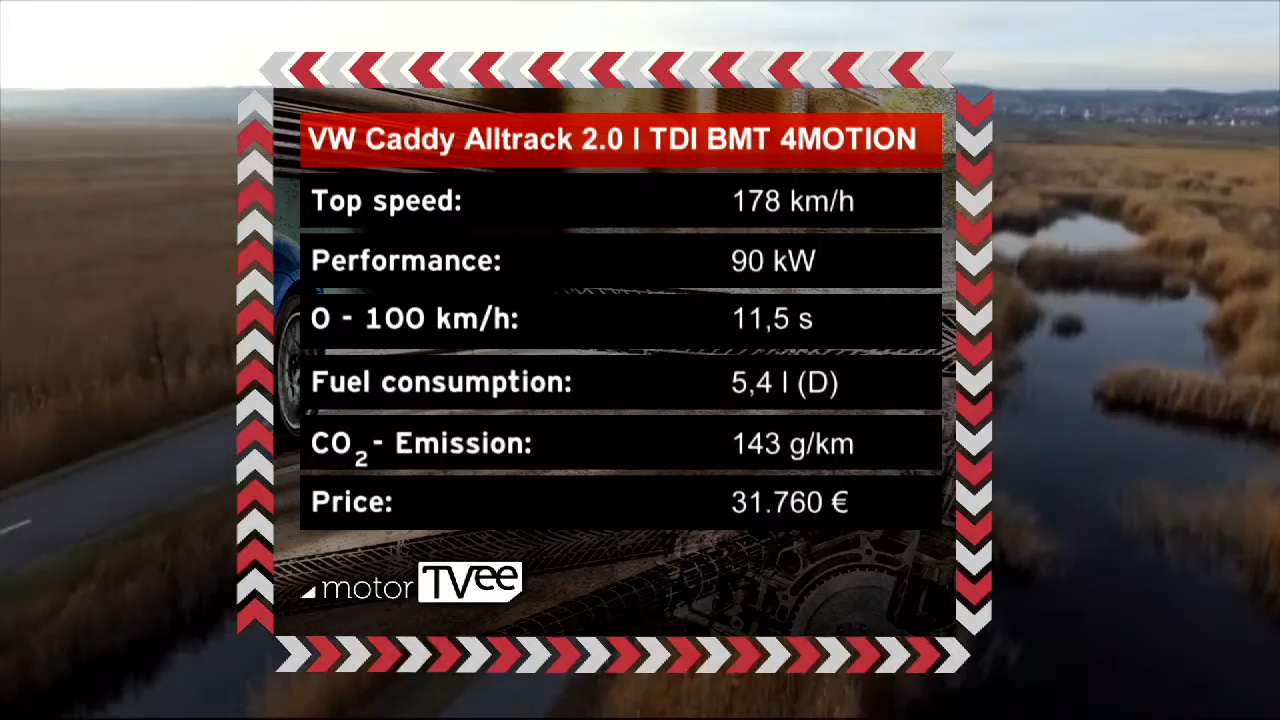 VW Caddy Alltrack 2.0 l TDI BMT 4MOTION
Top speed: 178 km/h
Performance: 90 kW
0 - 100 km/h: 11,5 s
Fuel consumption: 5,4 l (D)
CO₂- Emission: 143 g/km
Price: 31.760 €
motor TVee